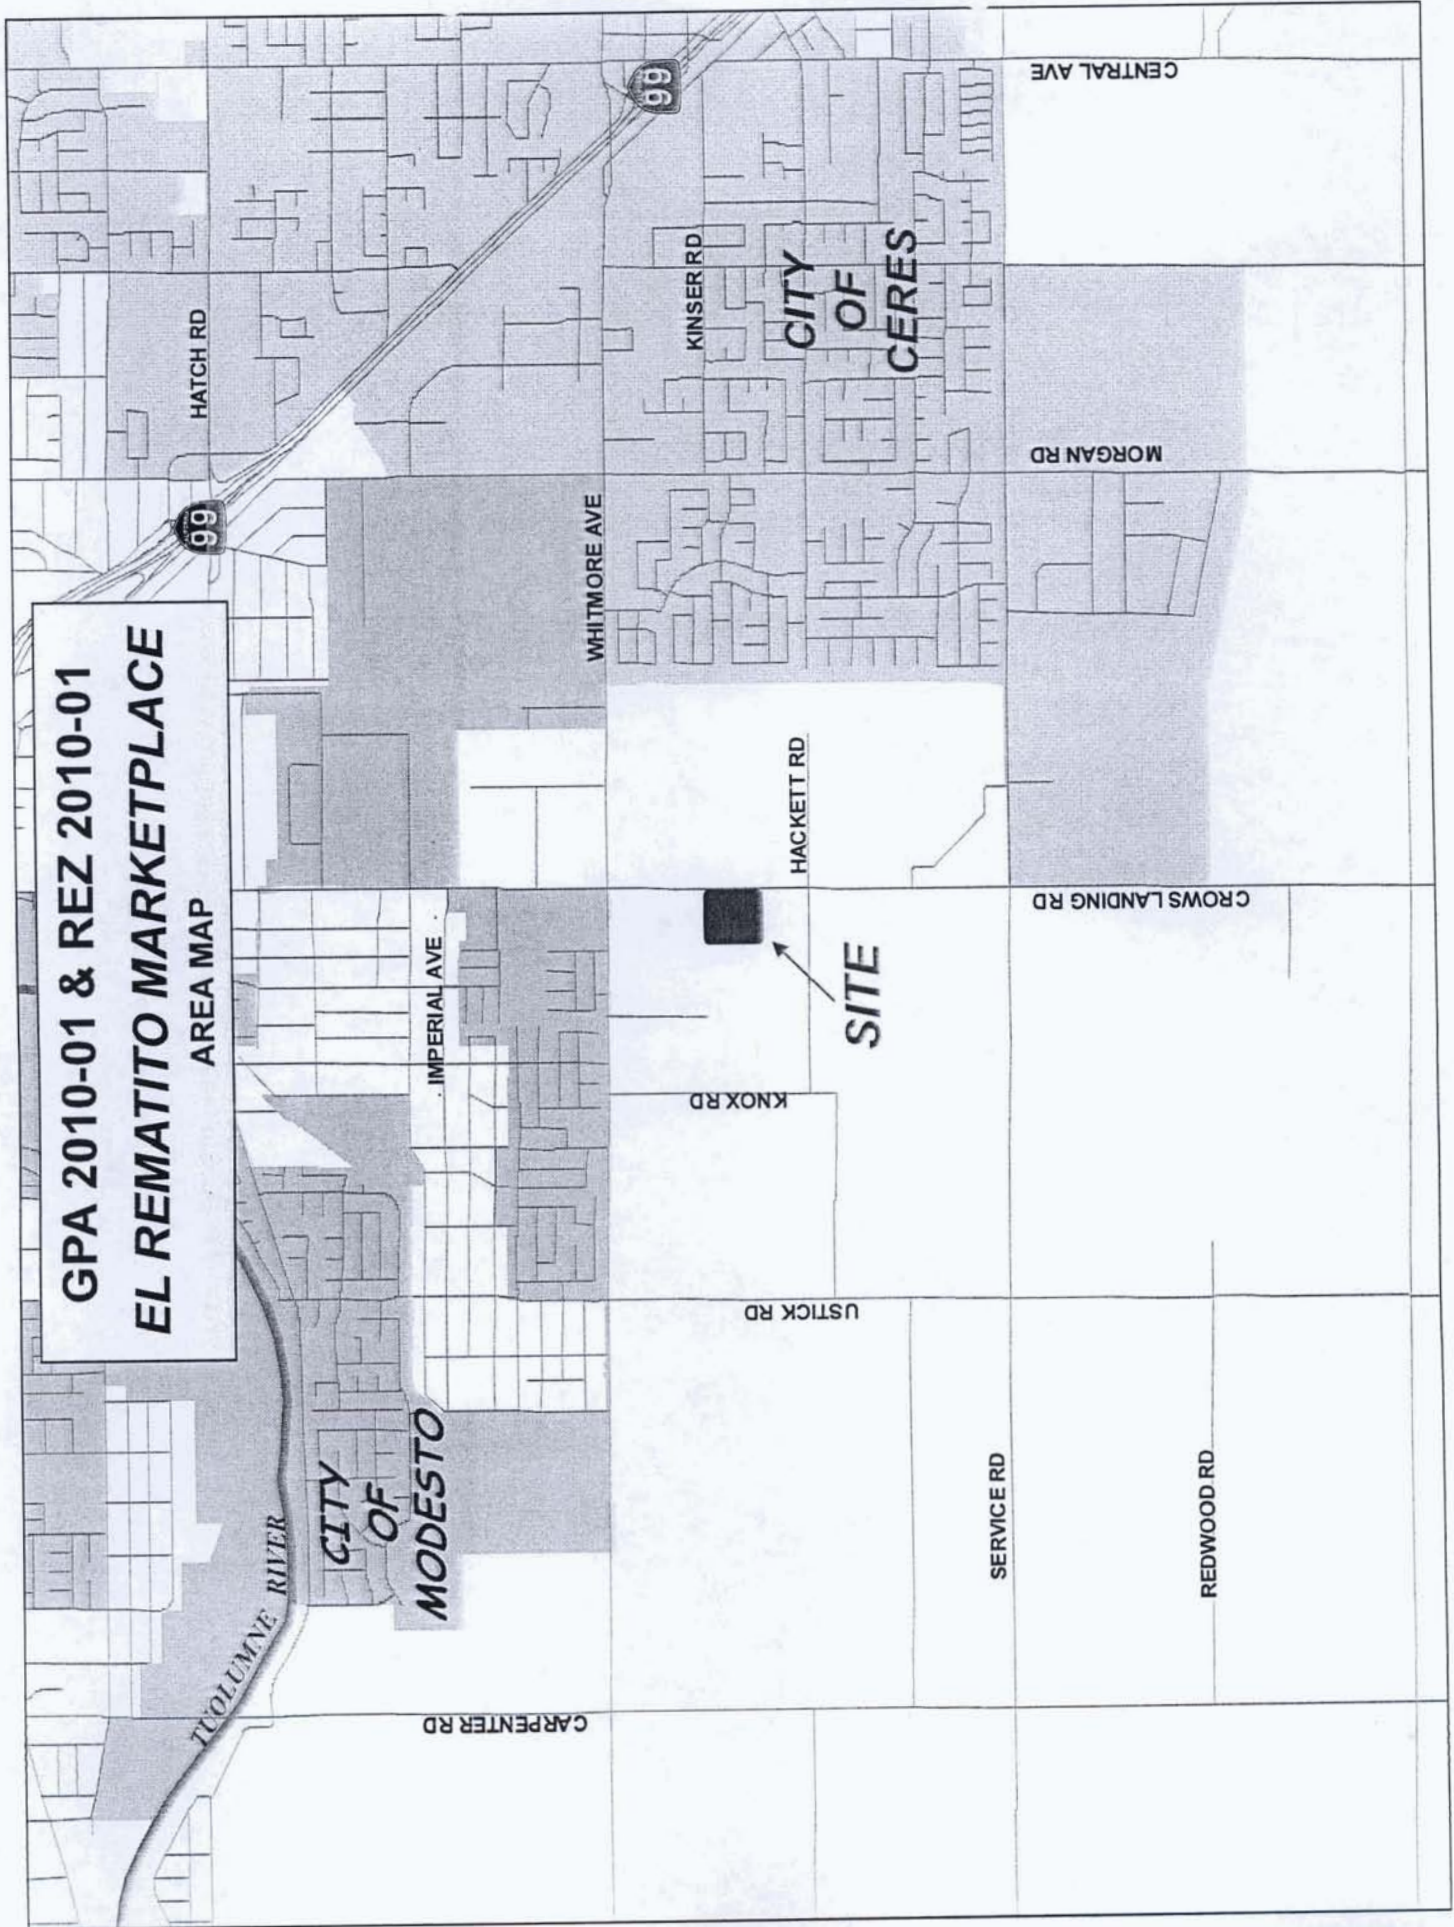 GPA 2010-01 & REZ 2010-01
EL REMATITO MARKETPLACE
AREA MAP
99
99
HATCH RD
CENTRAL AVE
KINSER RD
CITY
OF
CERES
MORGAN RD
WHITMORE AVE
HACKETT RD
CROWS LANDING RD
IMPERIAL AVE
SITE
KNOX RD
USTICK RD
CITY
OF
MODESTO
TUOLUMNE RIVER
CARPENTER RD
SERVICE RD
REDWOOD RD